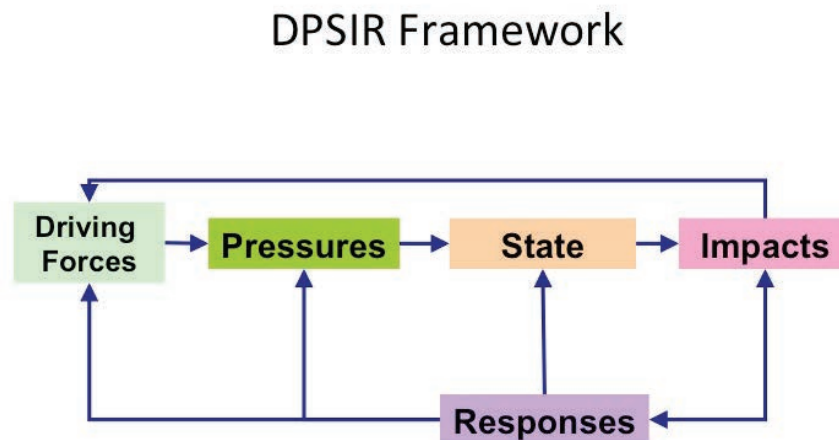 DPSIR Framework
Driving
Forces
Pressures
State
Impacts
Responses